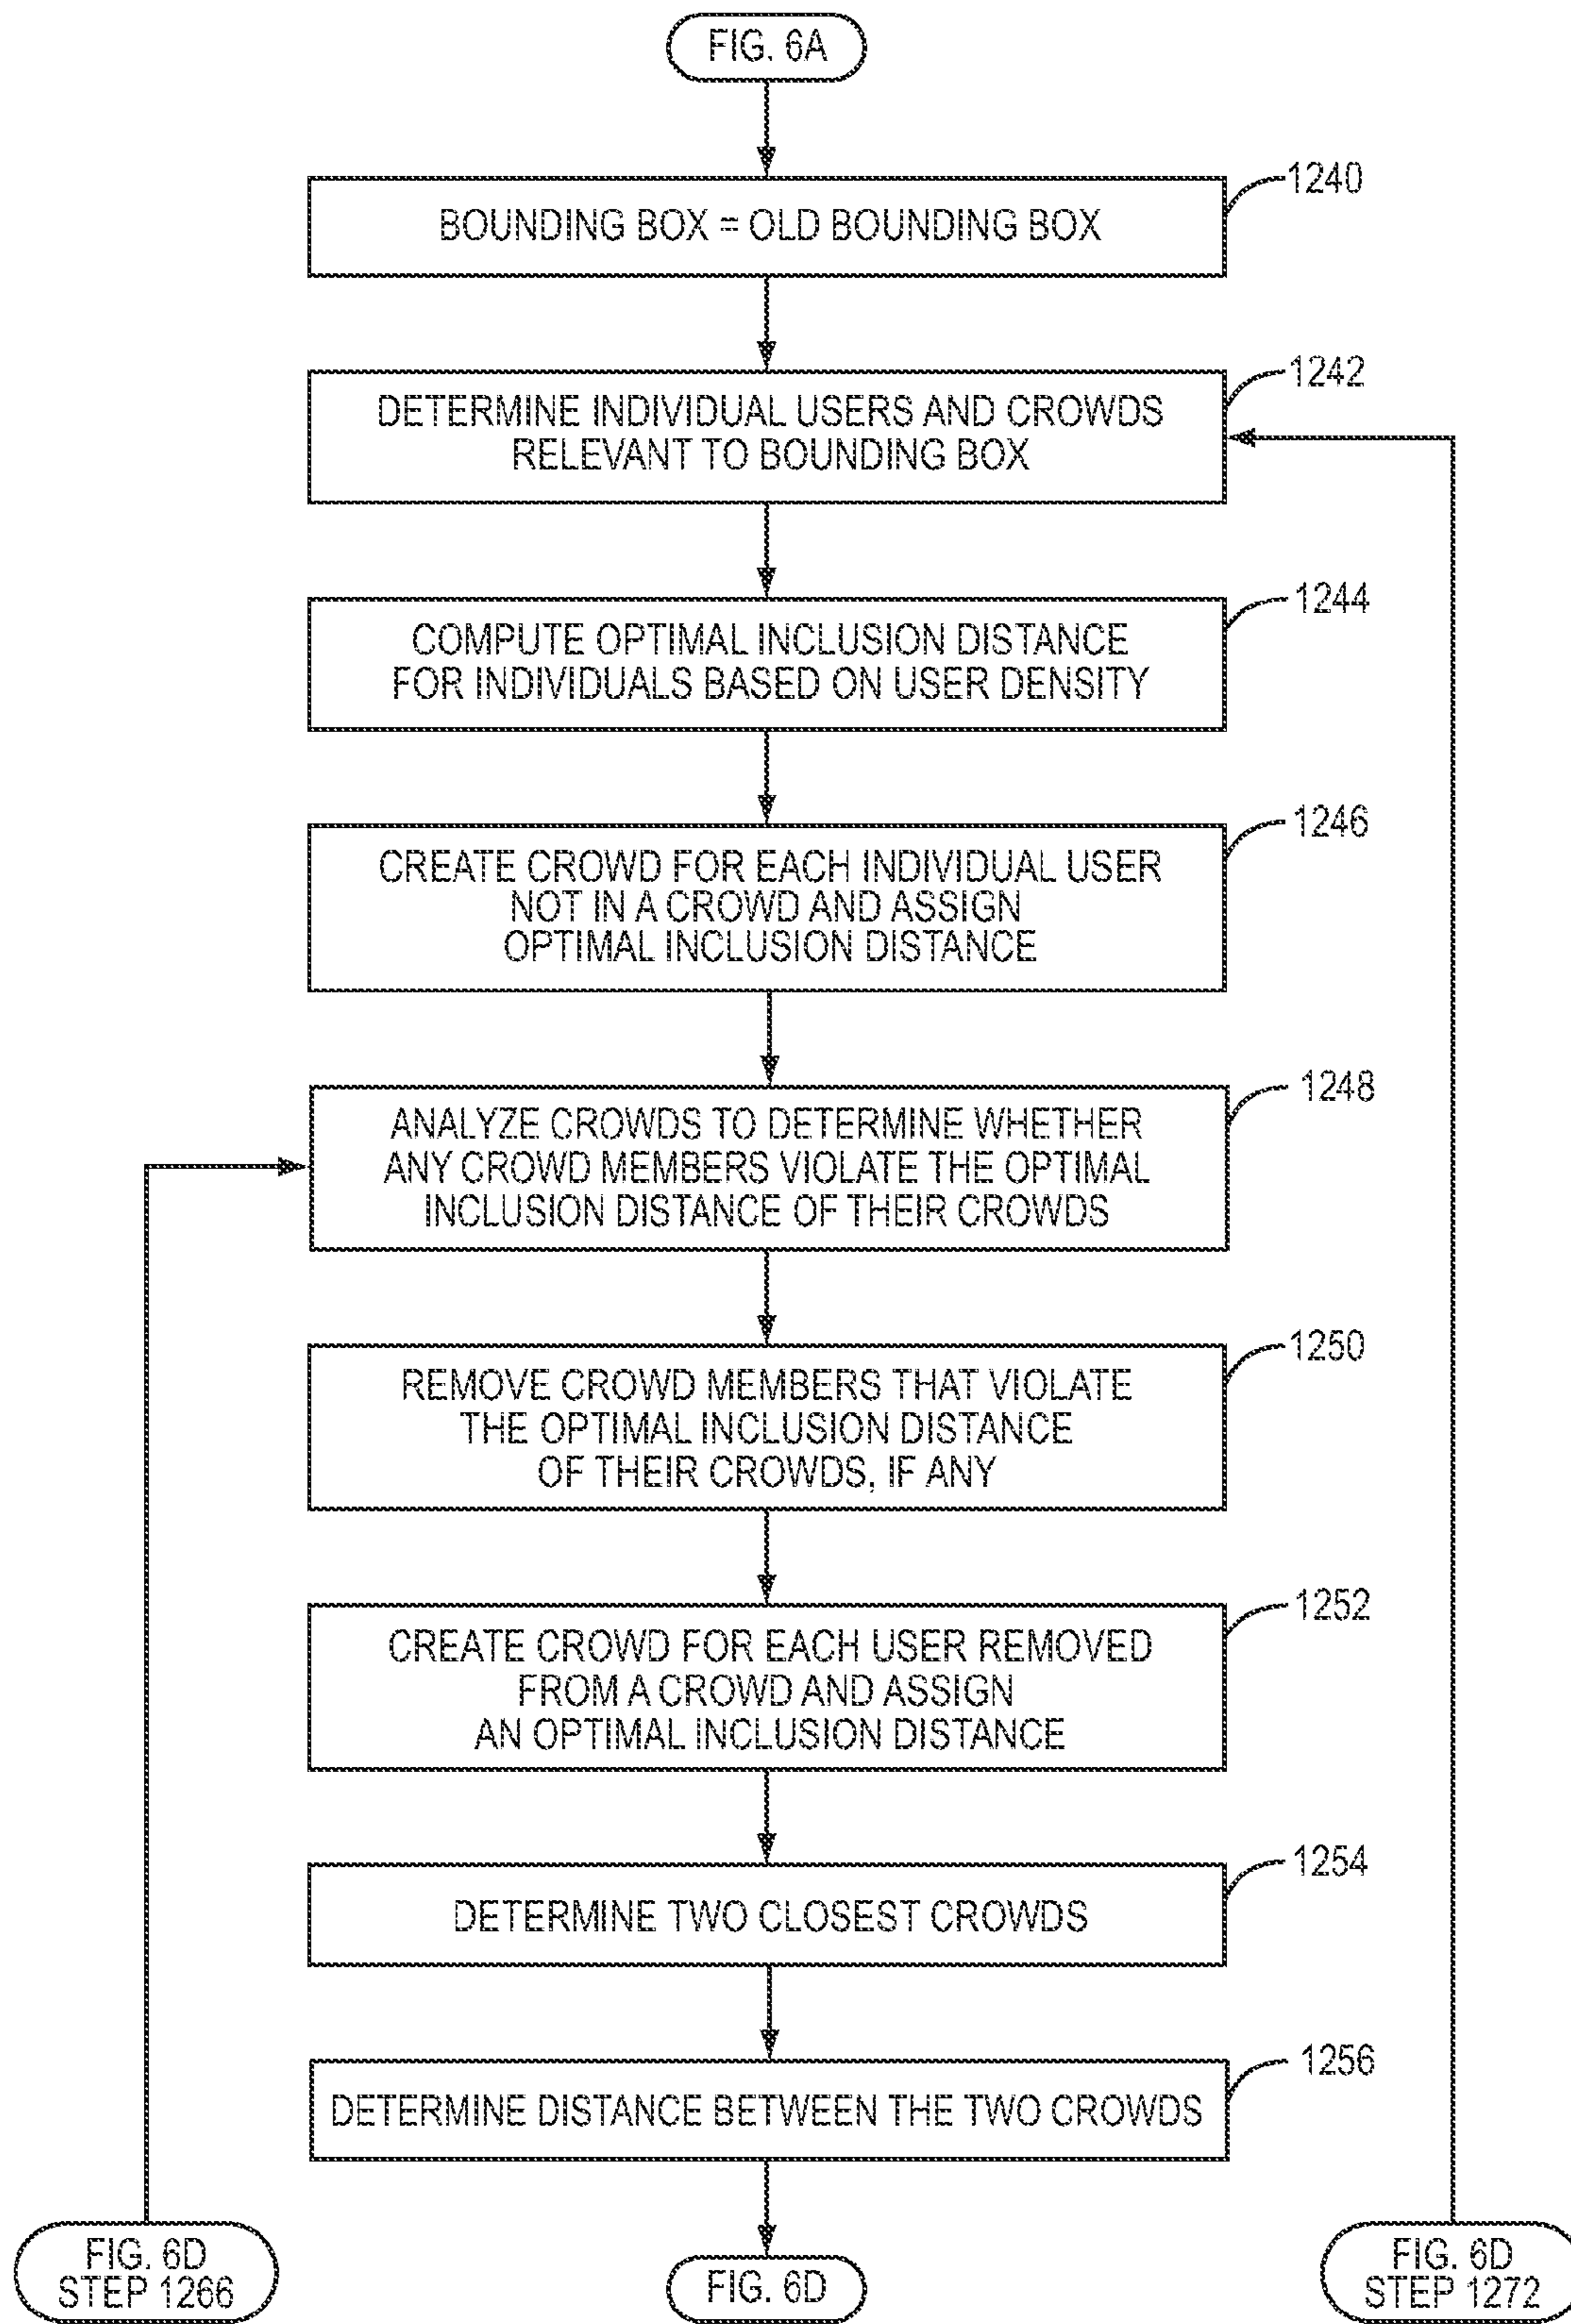 FIG. 6A
1240
BOUNDING BOX = OLD BOUNDING BOX
1242
DETERMINE INDIVIDUAL USERS AND CROWDS
RELEVANT TO BOUNDING BOX
1244
COMPUTE OPTIMAL INCLUSION DISTANCE
FOR INDIVIDUALS BASED ON USER DENSITY
1246
CREATE CROWD FOR EACH INDIVIDUAL USER
NOT IN A CROWD AND ASSIGN
OPTIMAL INCLUSION DISTANCE
1248
ANALYZE CROWDS TO DETERMINE WHETHER
ANY CROWD MEMBERS VIOLATE THE OPTIMAL
INCLUSION DISTANCE OF THEIR CROWDS
1250
REMOVE CROWD MEMBERS THAT VIOLATE
THE OPTIMAL INCLUSION DISTANCE
OF THEIR CROWDS, IF ANY
1252
CREATE CROWD FOR EACH USER REMOVED
FROM A CROWD AND ASSIGN
AN OPTIMAL INCLUSION DISTANCE
1254
DETERMINE TWO CLOSEST CROWDS
1256
DETERMINE DISTANCE BETWEEN THE TWO CROWDS
FIG. 6D
STEP 1266
FIG. 6D
FIG. 6D
STEP 1272